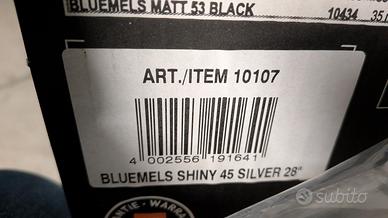 BLUEMELS MATT 53 BLACK
10434
ART./ITEM 10107
4 002556 191641
BLUEMELS SHINY 45 SILVER 28"
subito